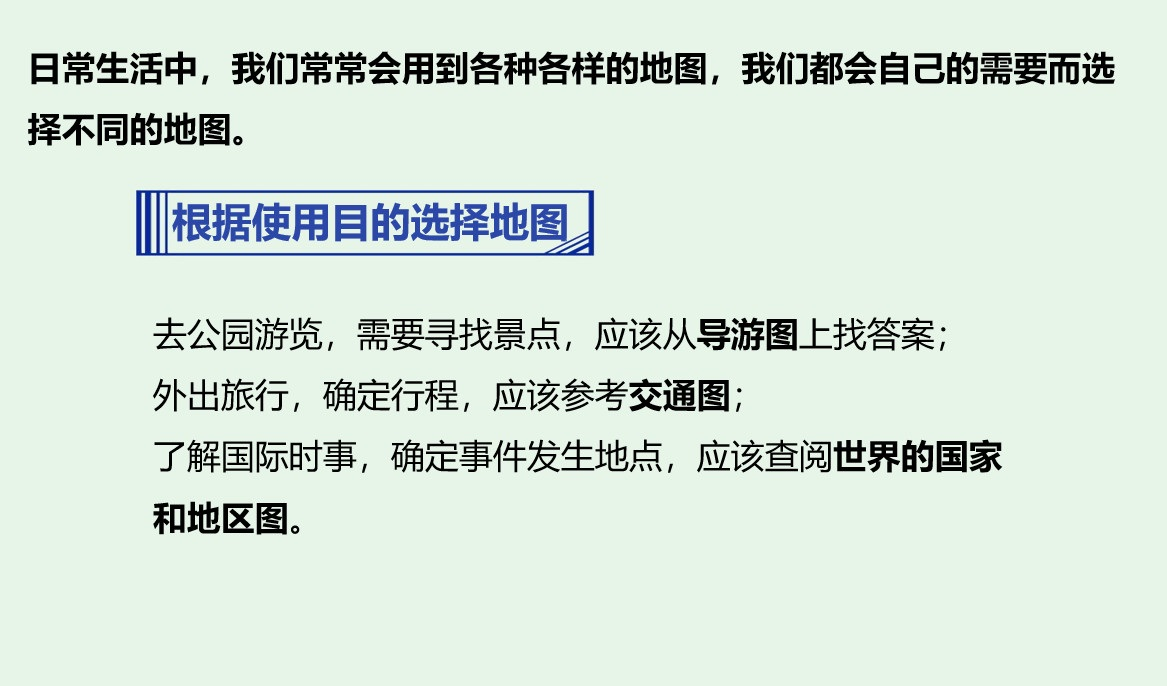 日常生活中，我们常常会用到各种各样的地图，我们都会自己的需要而选
择不同的地图。
根据使用目的选择地图
去公园游览，需要寻找景点，应该从导游图上找答案；
外出旅行，确定行程，应该参考交通图；
了解国际时事，确定事件发生地点，应该查阅世界的国家
和地区图。